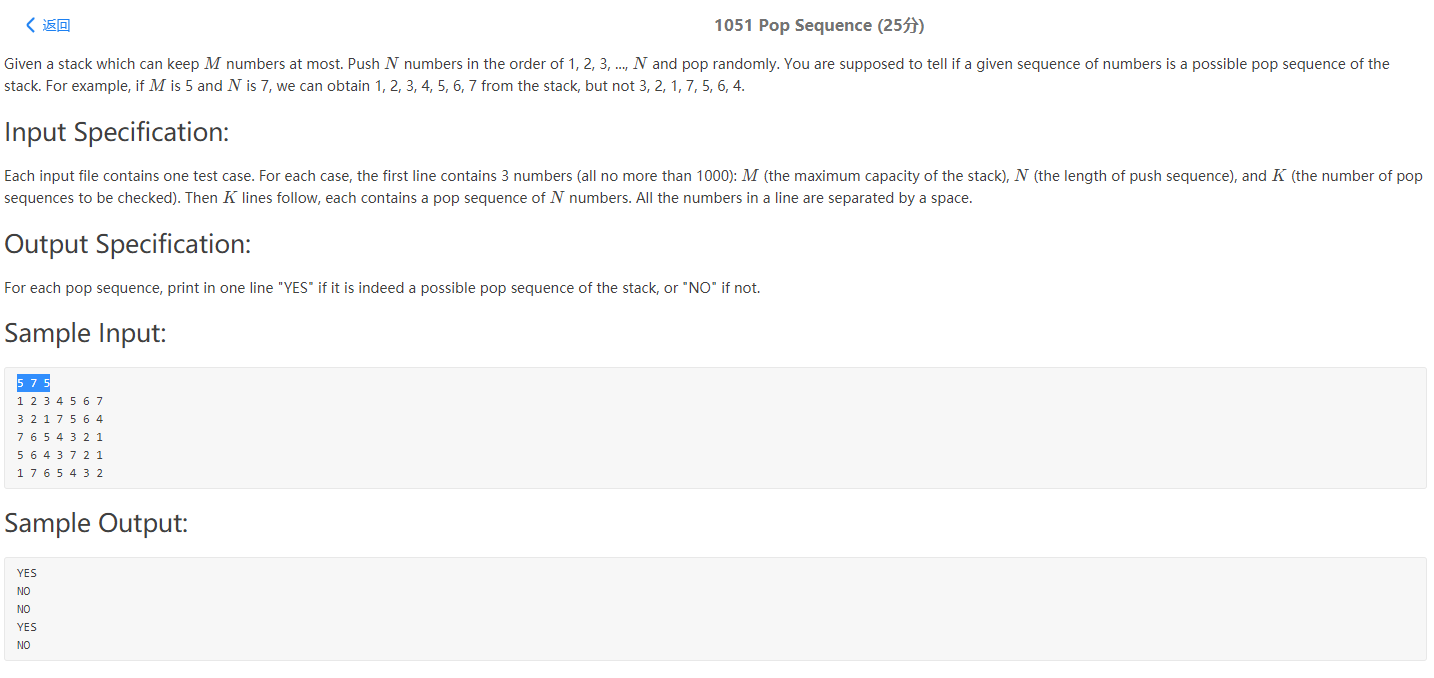 返回
1051 Pop Sequence (25分)
Given a stack which can keep M numbers at most. Push N numbers in the order of 1, 2, 3, ..., N and pop randomly. You are supposed to tell if a given sequence of numbers is a possible pop sequence of the
stack. For example, if M is 5 and N is 7, we can obtain 1, 2, 3, 4, 5, 6, 7 from the stack, but not 3, 2, 1, 7, 5, 6, 4.
Input Specification:
Each input file contains one test case. For each case, the first line contains 3 numbers (all no more than 1000): M (the maximum capacity of the stack), N (the length of push sequence), and K (the number of pop
sequences to be checked). Then K lines follow, each contains a pop sequence of N numbers. All the numbers in a line are separated by a space.
Output Specification:
For each pop sequence, print in one line "YES" if it is indeed a possible pop sequence of the stack, or "NO" if not.
Sample Input:
5 7 5
1 2 3 4 5 6 7
3 2 1 7 5 6 4
7 6 5 4 3 2 1
5 6 4 3 7 2 1
1 7 6 5 4 3 2
Sample Output:
YES
NO
NO
YES
NO